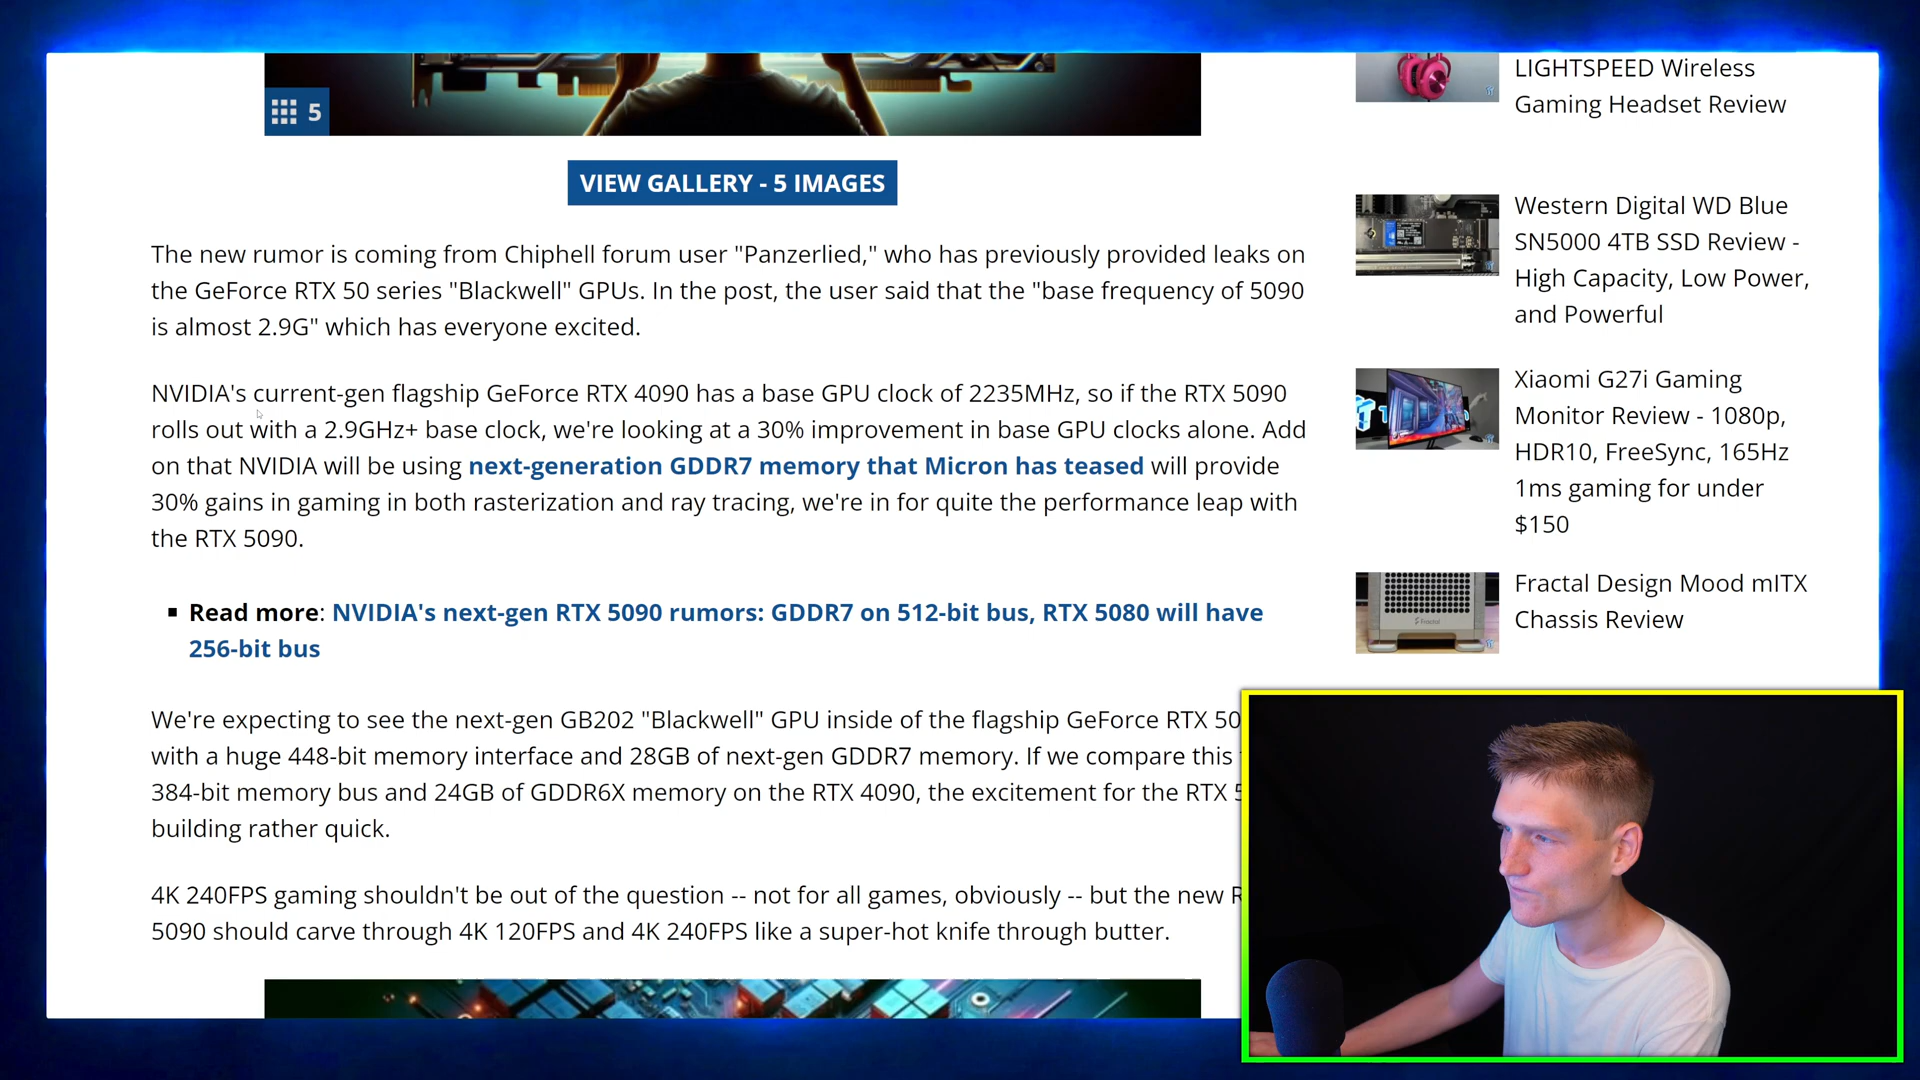 5
VIEW GALLERY - 5 IMAGES
The new rumor is coming from Chiphell forum user "Panzerlied," who has previously provided leaks on
the GeForce RTX 50 series "Blackwell" GPUs. In the post, the user said that the "base frequency of 5090
is almost 2.9G" which has everyone excited.
NVIDIA's current-gen flagship GeForce RTX 4090 has a base GPU clock of 2235MHz, so if the RTX 5090
rolls out with a 2.9GHz+ base clock, we're looking at a 30% improvement in base GPU clocks alone. Add
on that NVIDIA will be using next-generation GDDR7 memory that Micron has teased will provide
30% gains in gaming in both rasterization and ray tracing, we're in for quite the performance leap with
the RTX 5090.
Read more: NVIDIA's next-gen RTX 5090 rumors: GDDR7 on 512-bit bus, RTX 5080 will have
256-bit bus
We're expecting to see the next-gen GB202 "Blackwell" GPU inside of the flagship GeForce RTX 50
with a huge 448-bit memory interface and 28GB of next-gen GDDR7 memory. If we compare this
384-bit memory bus and 24GB of GDDR6X memory on the RTX 4090, the excitement for the RTX 5
building rather quick.
4K 240FPS gaming shouldn't be out of the question -- not for all games, obviously -- but the new R
5090 should carve through 4K 120FPS and 4K 240FPS like a super-hot knife through butter.
LIGHTSPEED Wireless
Gaming Headset Review
Western Digital WD Blue
SN5000 4TB SSD Review -
High Capacity, Low Power,
and Powerful
Xiaomi G27i Gaming
Monitor Review - 1080p,
HDR10, FreeSync, 165Hz
1ms gaming for under
$150
Fractal Design Mood mITX
Chassis Review
Fractal